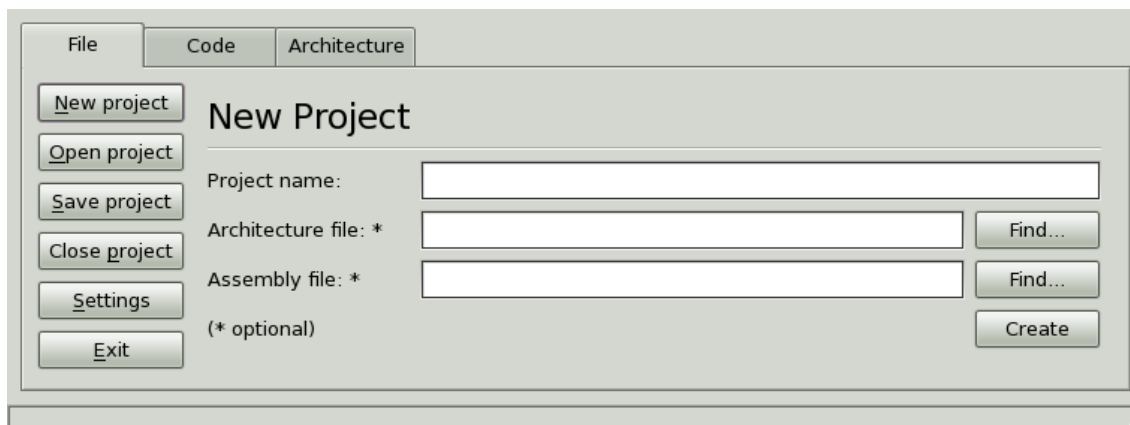 File Code Architecture
New project
Open project
Save project
Close project
Settings
Exit
New Project
Project name:
Architecture file: * Find...
Assembly file: * Find...
(* optional) Create